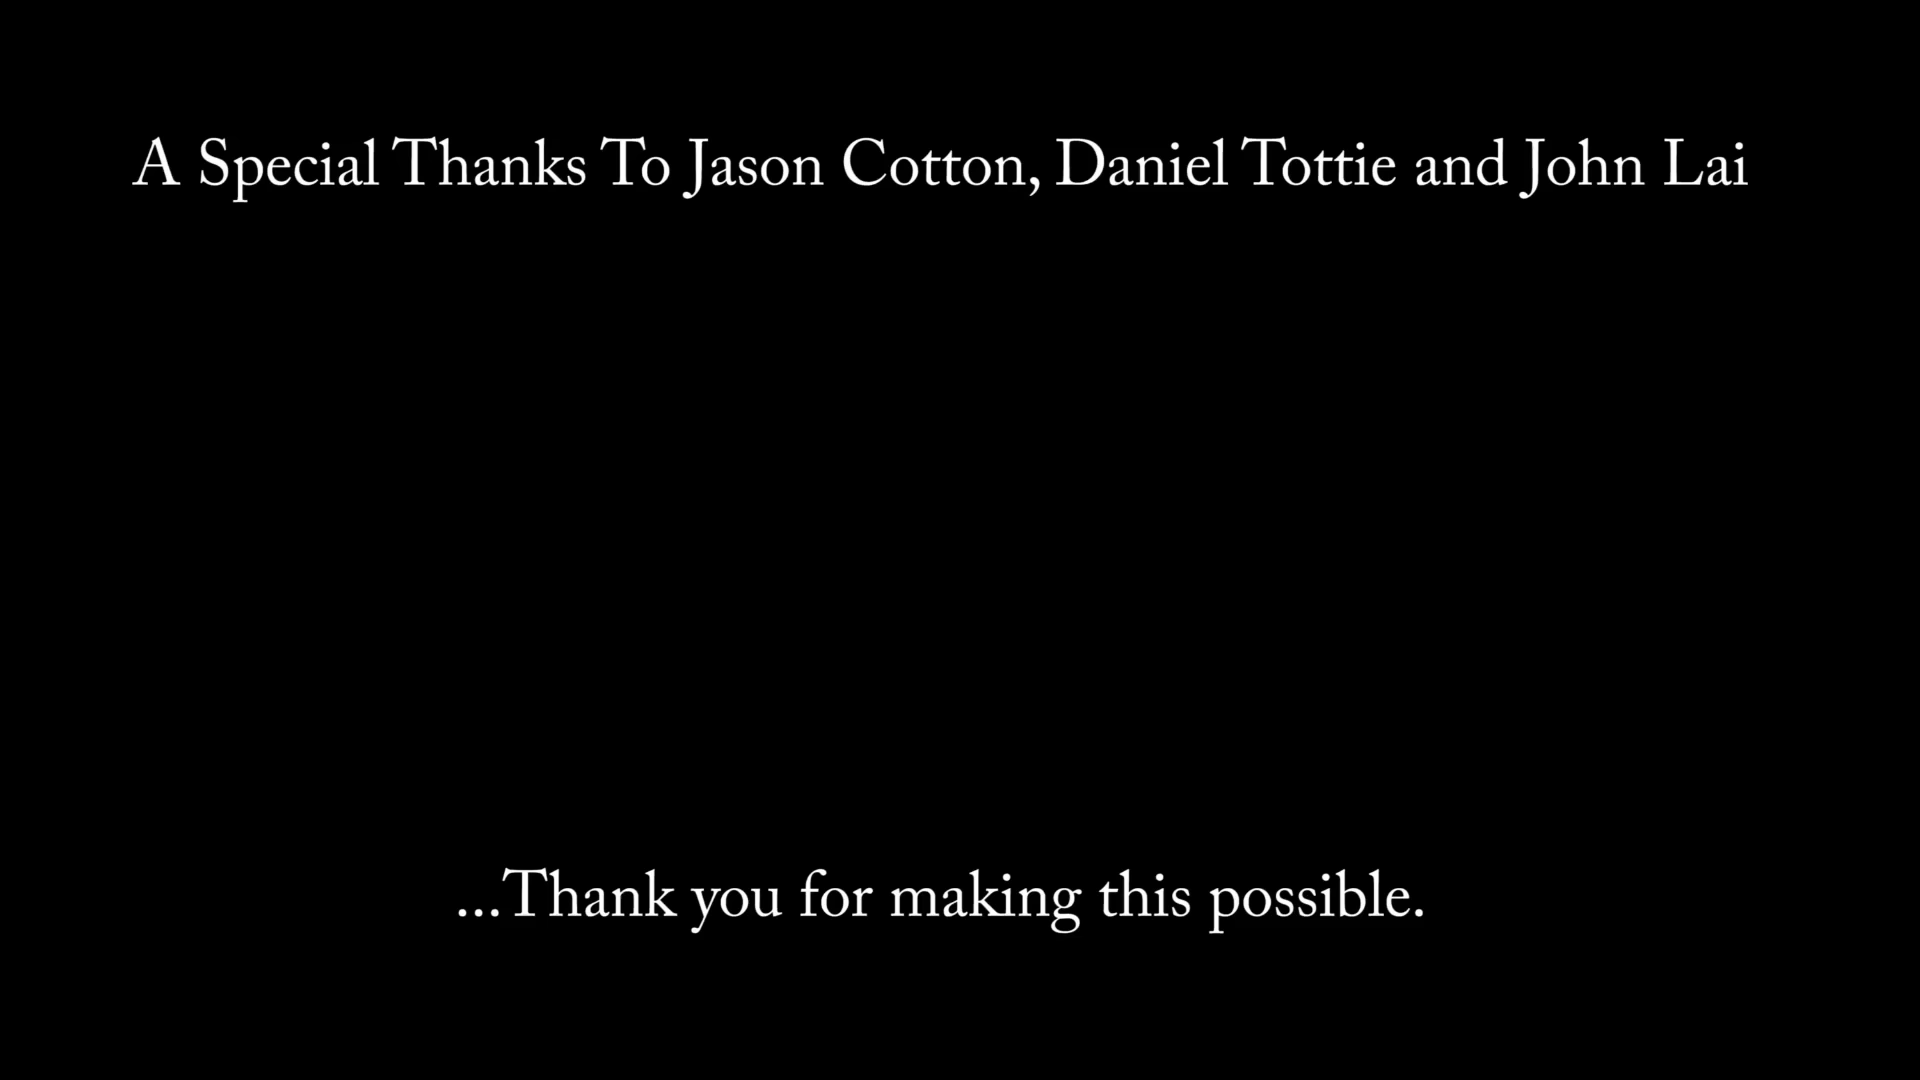 A Special Thanks To Jason Cotton, Daniel Tottie and John Lai
...Thank you for making this possible.